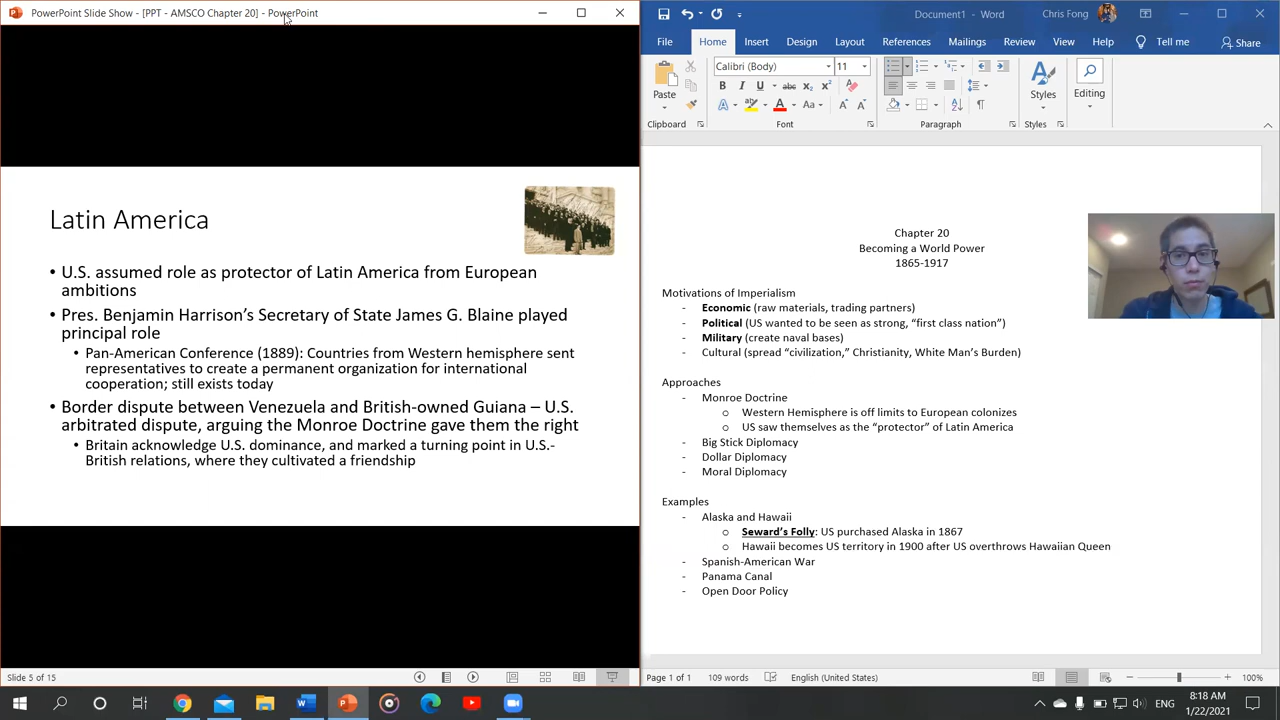 PowerPoint Slide Show - [PPT - AMSCO Chapter 20] - PowerPoint
Latin America
• U.S. assumed role as protector of Latin America from European
ambitions
• Pres. Benjamin Harrison's Secretary of State James G. Blaine played
principal role
• Pan-American Conference (1889): Countries from Western hemisphere sent
representatives to create a permanent organization for international
cooperation; still exists today
• Border dispute between Venezuela and British-owned Guiana – U.S.
arbitrated dispute, arguing the Monroe Doctrine gave them the right
• Britain acknowledge U.S. dominance, and marked a turning point in U.S.-
British relations, where they cultivated a friendship
Slide 5 of 15
Document1 - Word
Chris Fong
File Home Insert Design Layout References Mailings Review View Help Tell me Share
Calibri (Body) 11
Paste
B I U abc x₂ x²
A A Aa A A
Styles
Editing
Clipboard Font Paragraph Styles
Chapter 20
Becoming a World Power
1865-1917
Motivations of Imperialism
- Economic (raw materials, trading partners)
- Political (US wanted to be seen as strong, “first class nation”)
- Military (create naval bases)
- Cultural (spread “civilization,” Christianity, White Man’s Burden)
Approaches
- Monroe Doctrine
o Western Hemisphere is off limits to European colonizes
o US saw themselves as the “protector” of Latin America
- Big Stick Diplomacy
- Dollar Diplomacy
- Moral Diplomacy
Examples
- Alaska and Hawaii
o Seward’s Folly: US purchased Alaska in 1867
o Hawaii becomes US territory in 1900 after US overthrows Hawaiian Queen
- Spanish-American War
- Panama Canal
- Open Door Policy
Page 1 of 1 109 words English (United States) 100%
ENG
8:18 AM
1/22/2021